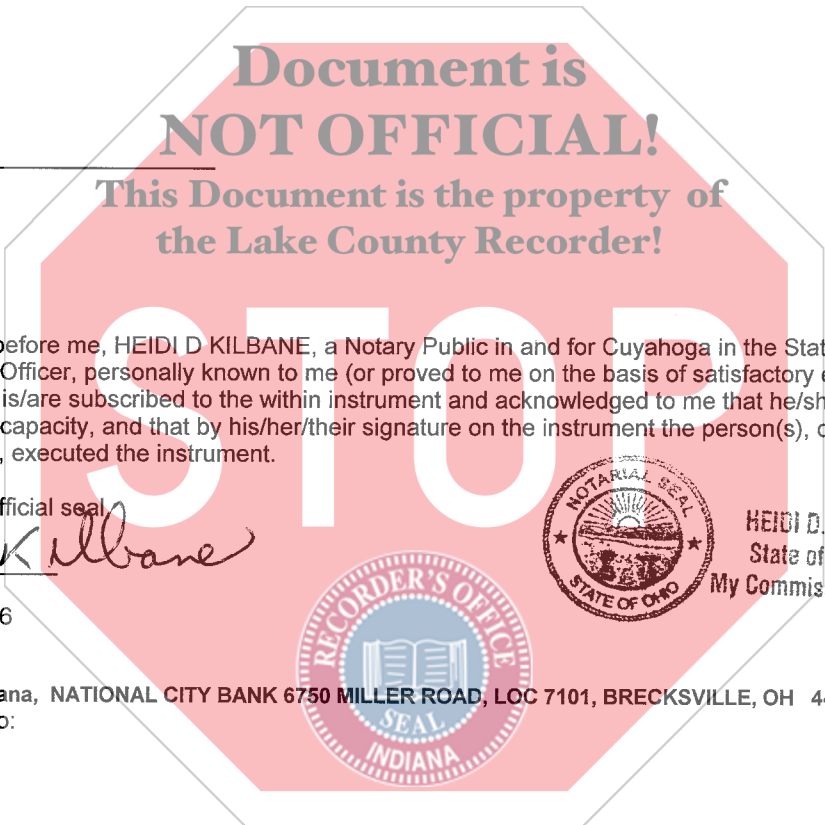 Document is
NOT OFFICIAL!
This Document is the property of
the Lake County Recorder!
STOP
before me, HEIDI D KILBANE, a Notary Public in and for Cuyahoga in the Stat
Officer, personally known to me (or proved to me on the basis of satisfactory e
is/are subscribed to the within instrument and acknowledged to me that he/sh
capacity, and that by his/her/their signature on the instrument the person(s), o
, executed the instrument.
fficial seal
Kilbane
NOTARIAL SEAL
STATE OF OHIO
HEIDI D.
State of
My Commis
6
RECORDER'S OFFICE
SEAL
INDIANA
ana, NATIONAL CITY BANK 6750 MILLER ROAD, LOC 7101, BRECKSVILLE, OH 44
o: